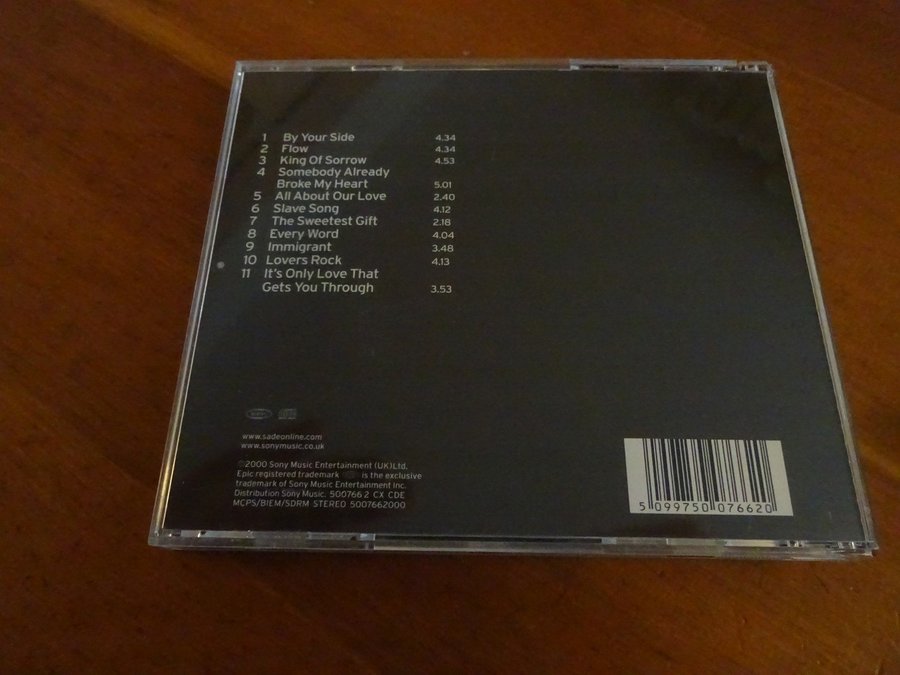 1 By Your Side 4.34
2 Flow 4.34
3 King Of Sorrow 4.53
4 Somebody Already
Broke My Heart 5.01
5 All About Our Love 2.40
6 Slave Song 4.12
7 The Sweetest Gift 2.18
8 Every Word 4.04
9 Immigrant 3.48
10 Lovers Rock 4.13
11 It's Only Love That
Gets You Through 3.53
www.sadeonline.com
www.sonymusic.co.uk
©2000 Sony Music Entertainment (UK)Ltd.
Epic registered trademark is the exclusive
trademark of Sony Music Entertainment Inc.
Distribution Sony Music. 500766 2 CX CDE
MCPS/BIEM/SDRM STEREO 5007662000
5 099750 076620